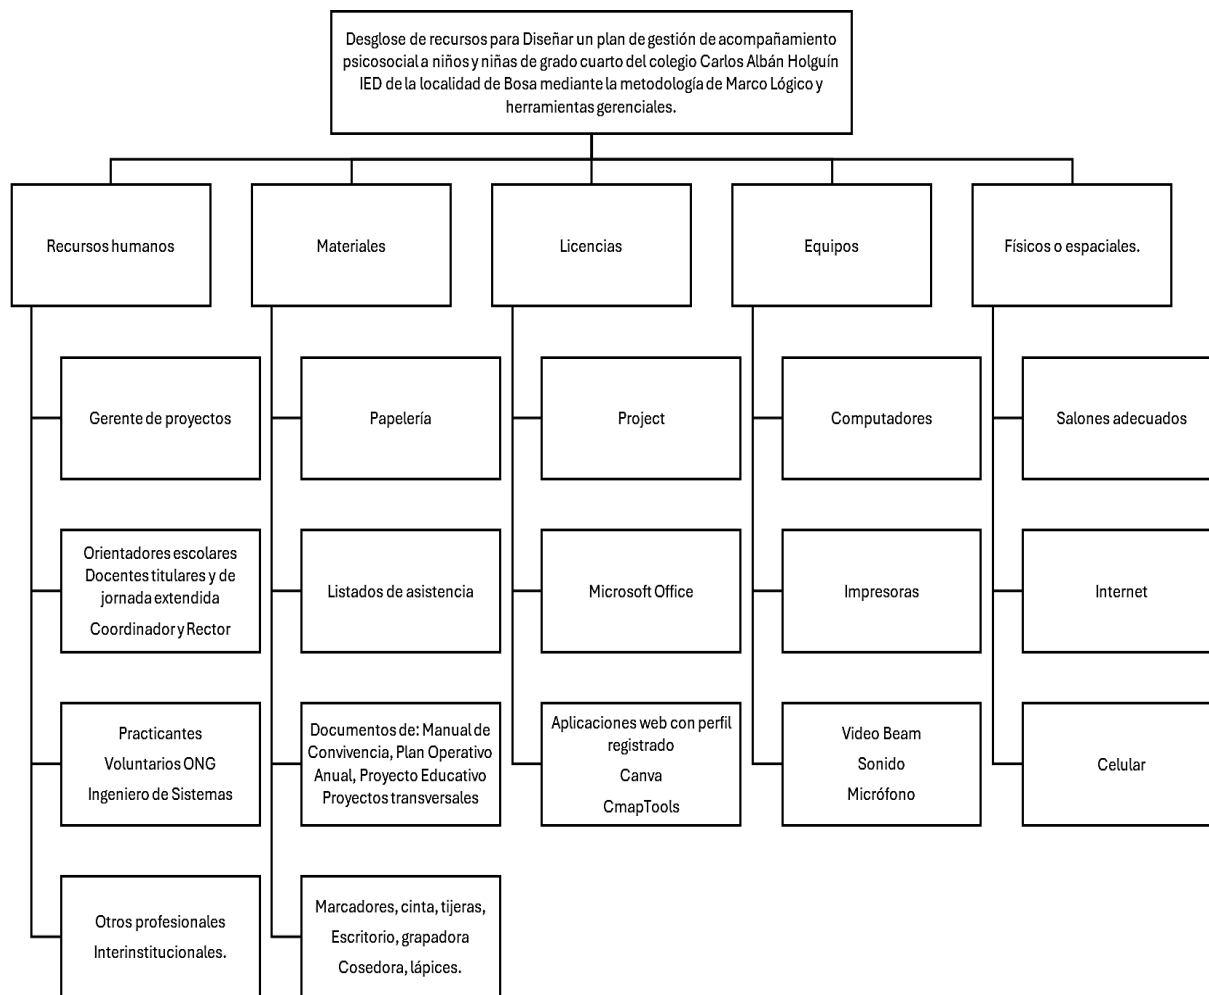 Desglose de recursos para Diseñar un plan de gestión de acompañamiento
psicosocial a niños y niñas de grado cuarto del colegio Carlos Albán Holguín
IED de la localidad de Bosa mediante la metodología de Marco Lógico y
herramientas gerenciales.
Recursos humanos
Materiales
Licencias
Equipos
Físicos o espaciales.
Gerente de proyectos
Papelería
Project
Computadores
Salones adecuados
Orientadores escolares
Docentes titulares y de
jornada extendida
Coordinador y Rector
Listados de asistencia
Microsoft Office
Impresoras
Internet
Practicantes
Voluntarios ONG
Ingeniero de Sistemas
Documentos de: Manual de
Convivencia, Plan Operativo
Anual, Proyecto Educativo
Proyectos transversales
Aplicaciones web con perfil
registrado
Canva
CmapTools
Video Beam
Sonido
Micrófono
Celular
Otros profesionales
Interinstitucionales.
Marcadores, cinta, tijeras,
Escritorio, grapadora
Cosedora, lápices.